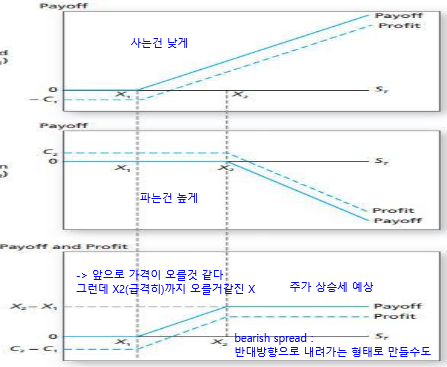 Payoff
Payoff
Profit
사는건 낮게
0
X₁
X₂
Sᴛ
− C₁
Payoff
C₂
0
X₁
X₂
Sᴛ
파는건 높게
Profit
Payoff
Payoff and Profit
-> 앞으로 가격이 오를것 같다
그런데 X2(급격히)까지 오를거같진 X
주가 상승세 예상
X₂ − X₁
Payoff
Profit
0
X₁
X₂
Sᴛ
C₂ − C₁
bearish spread :
반대방향으로 내려가는 형태로 만들수도